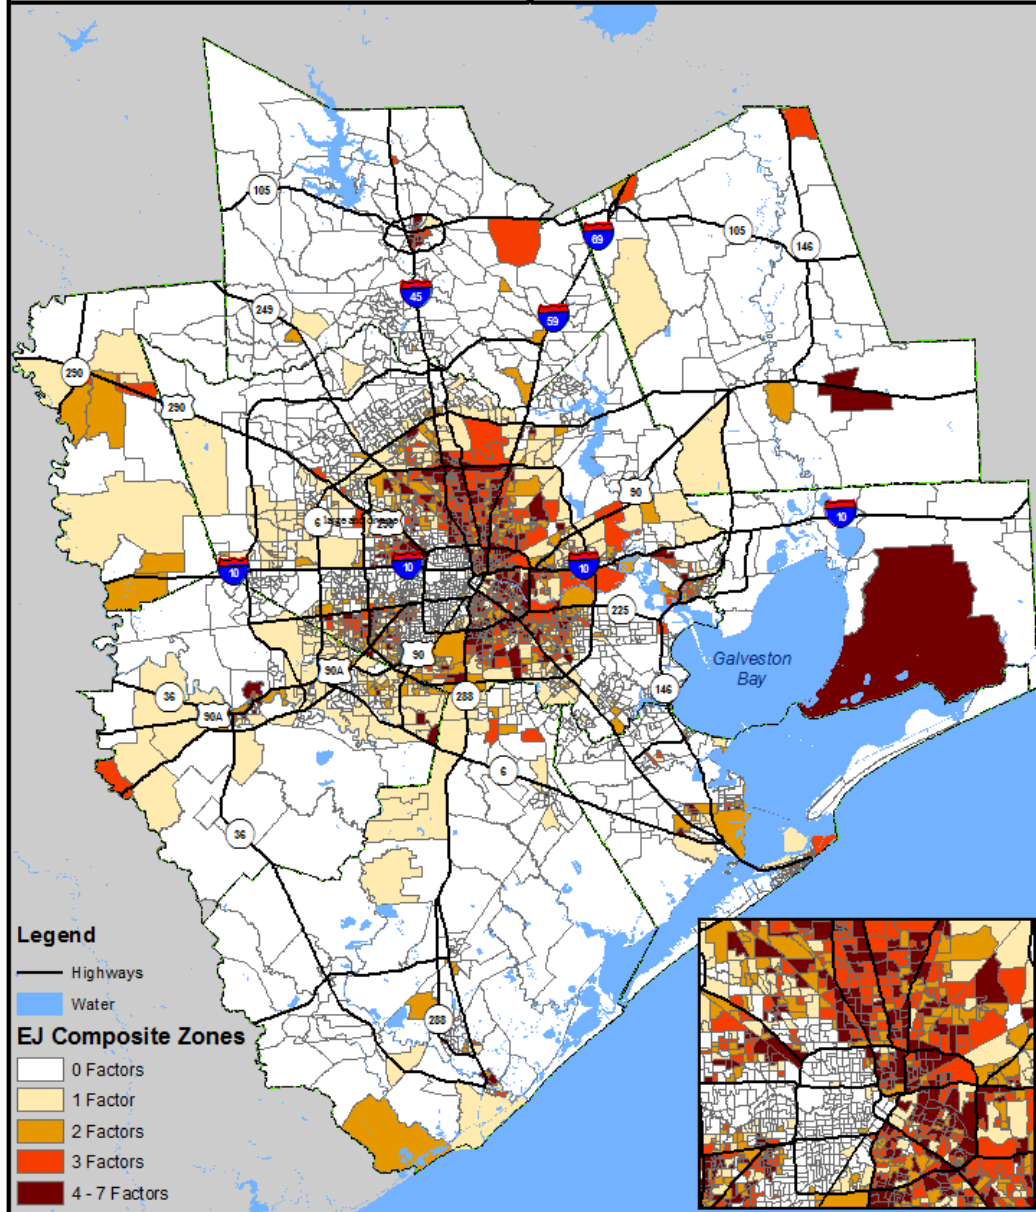 105
105
146
69
45
249
59
290
290
90
6
10
10
10
10
225
Galveston
Bay
90
90A
36
90A
288
146
6
36
288
Legend
Highways
Water
EJ Composite Zones
0 Factors
1 Factor
2 Factors
3 Factors
4 - 7 Factors